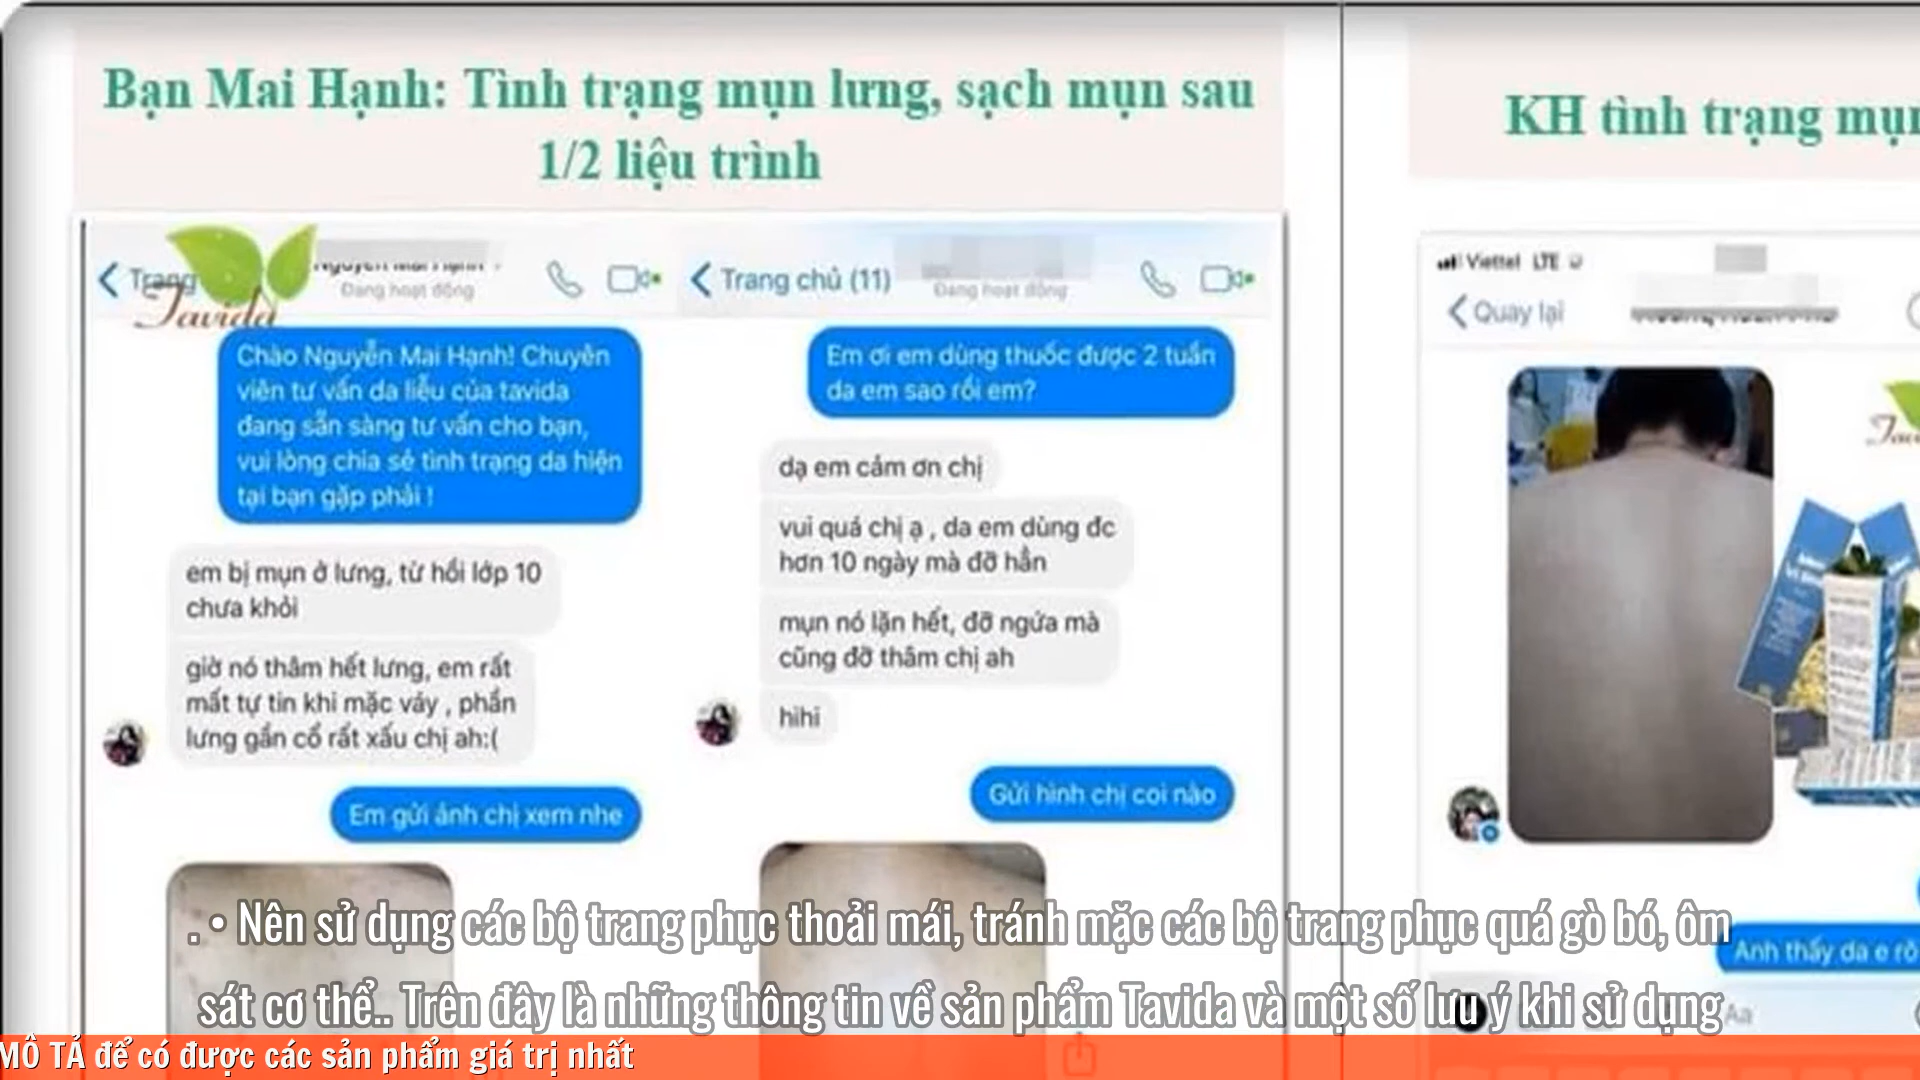 Bạn Mai Hạnh: Tình trạng mụn lưng, sạch mụn sau
1/2 liệu trình
Trang
Tavida
Nguyễn Mai Hạnh
Đang hoạt động
Chào Nguyễn Mai Hạnh! Chuyên
viên tư vấn da liễu của tavida
đang sẵn sàng tư vấn cho bạn,
vui lòng chia sẻ tình trạng da hiện
tại bạn gặp phải !
em bị mụn ở lưng, từ hồi lớp 10
chưa khỏi
giờ nó thâm hết lưng, em rất
mất tự tin khi mặc váy , phần
lưng gần cổ rất xấu chị ah:(
Em gửi ảnh chị xem nhe
Trang chủ (11)
Đang hoạt động
Em ơi em dùng thuốc được 2 tuần
da em sao rồi em?
dạ em cảm ơn chị
vui quá chị ạ , da em dùng đc
hơn 10 ngày mà đỡ hẳn
mụn nó lặn hết, đỡ ngứa mà
cũng đỡ thâm chị ah
hihi
Gửi hình chị coi nào
KH tình trạng mụn
Viettel LTE
Quay lại
Anh thấy da e rõ
Aa
. • Nên sử dụng các bộ trang phục thoải mái, tránh mặc các bộ trang phục quá gò bó, ôm
sát cơ thể.. Trên đây là những thông tin về sản phẩm Tavida và một số lưu ý khi sử dụng
MÔ TẢ để có được các sản phẩm giá trị nhất